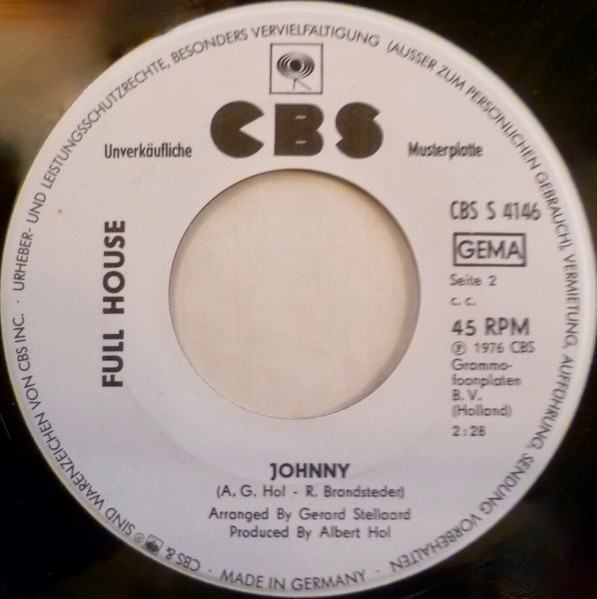 URHEBER- UND LEISTUNGSSCHUTZRECHTE, BESONDERS VERVIELFÄLTIGUNG (AUSSER ZUM PERSÖNLICHEN GEBRAUCH), VERMIETUNG, AUFFÜHRUNG, SENDUNG VORBEHALTEN
CBS
Unverkäufliche Musterplatte
CBS S 4146
GEMA
Seite 2
c. c.
45 RPM
Ⓟ 1976 CBS
Grammo-
foonplaten
B. V.
(Holland)
2:28
FULL HOUSE
JOHNNY
(A. G. Hol - R. Brandsteder)
Arranged By Gerard Stellaard
Produced By Albert Hol
· MADE IN GERMANY ·
CBS & ® SIND WARENZEICHEN VON CBS INC. ·